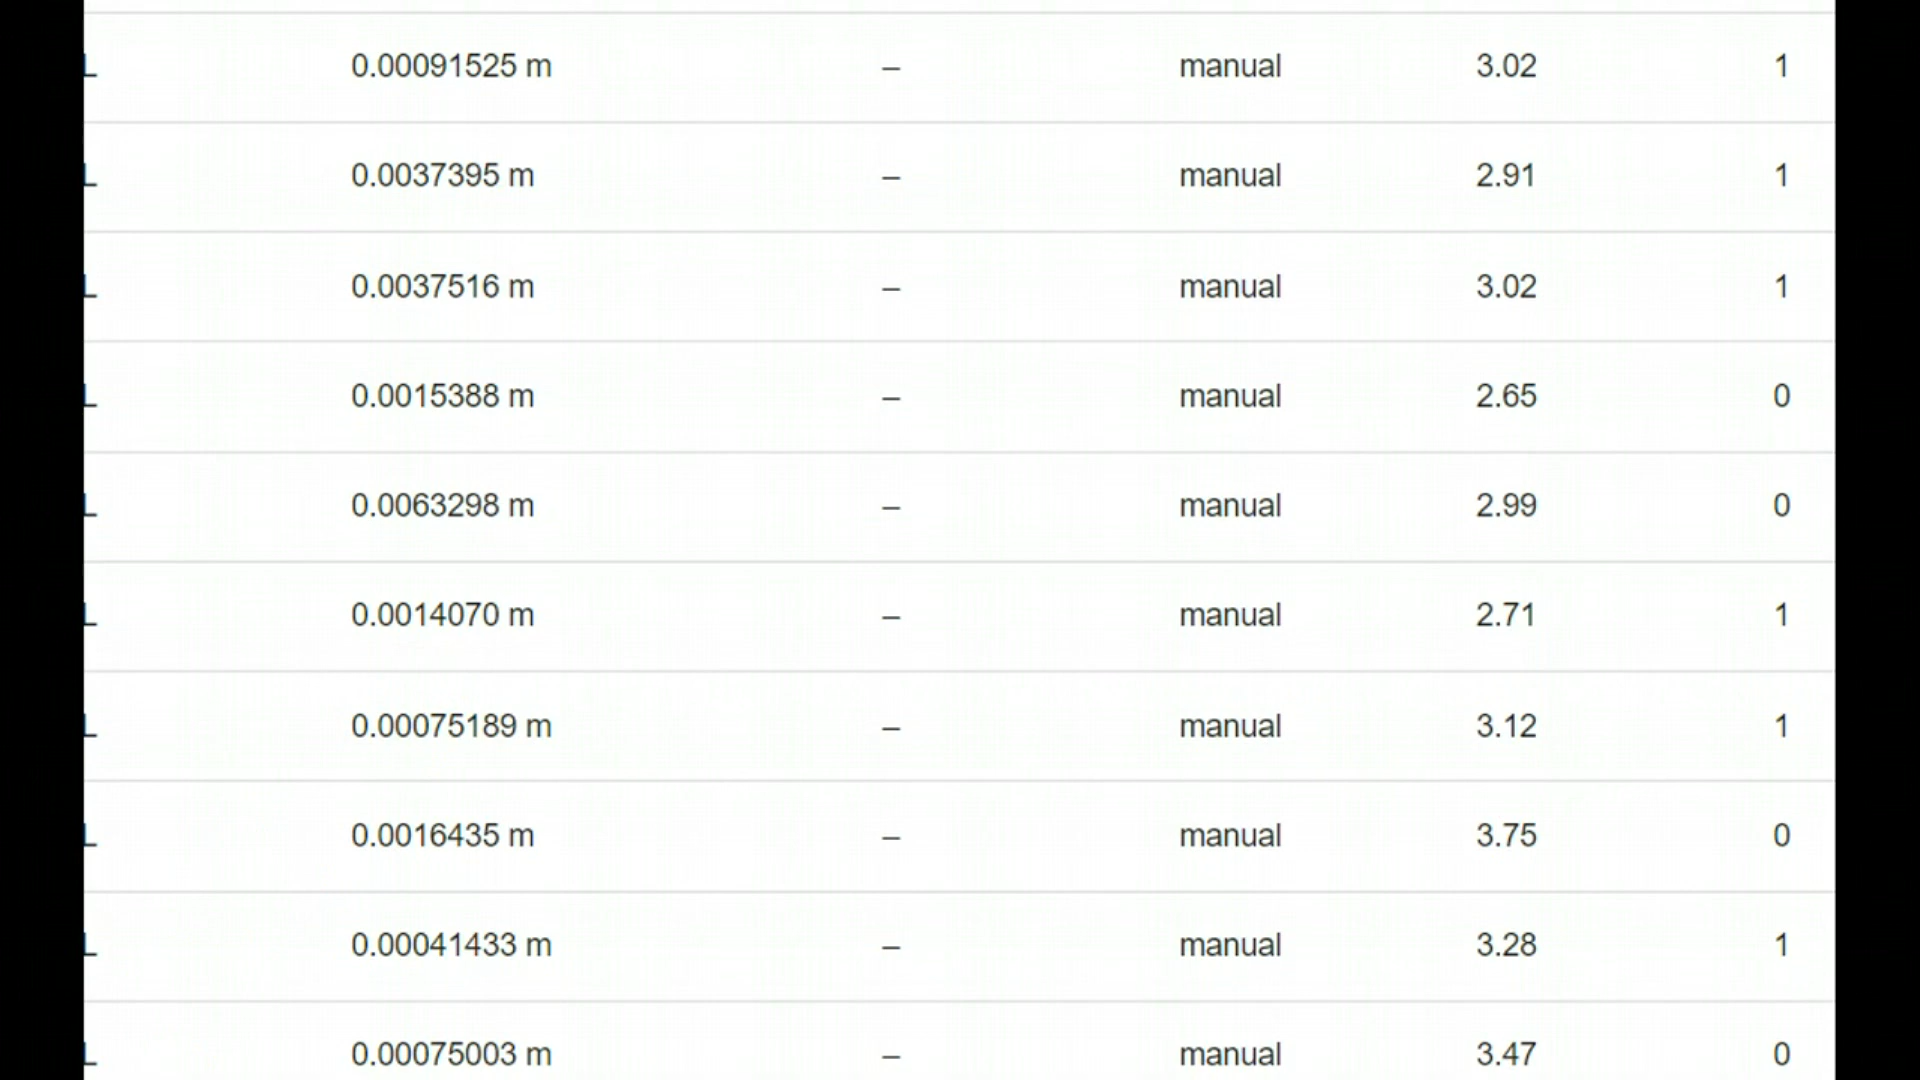 L 0.00091525 m – manual 3.02 1
L 0.0037395 m – manual 2.91 1
L 0.0037516 m – manual 3.02 1
L 0.0015388 m – manual 2.65 0
L 0.0063298 m – manual 2.99 0
L 0.0014070 m – manual 2.71 1
L 0.00075189 m – manual 3.12 1
L 0.0016435 m – manual 3.75 0
L 0.00041433 m – manual 3.28 1
L 0.00075003 m – manual 3.47 0